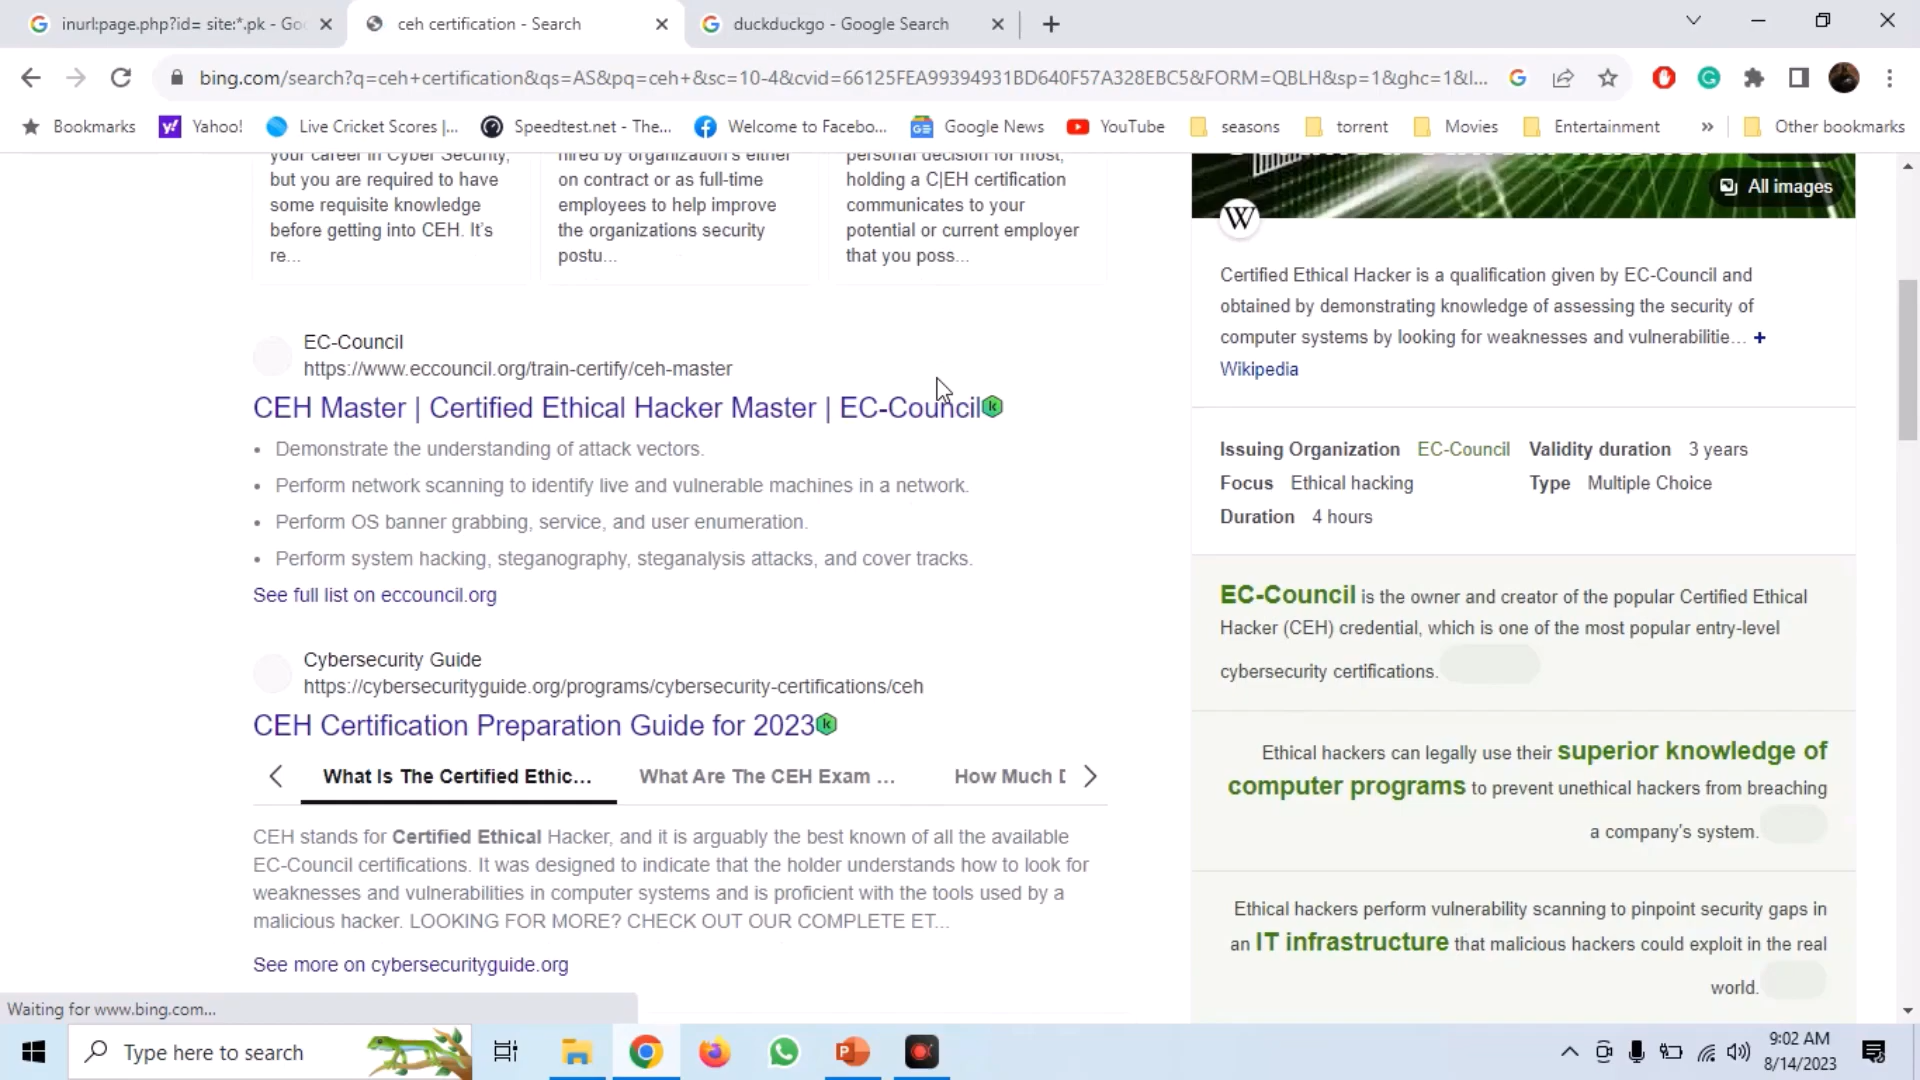 inurl:page.php?id= site:*.pk - Goo
ceh certification - Search
duckduckgo - Google Search
bing.com/search?q=ceh+certification&qs=AS&pq=ceh+&sc=10-4&cvid=66125FEA99394931BD640F57A328EBC5&FORM=QBLH&sp=1&ghc=1&l...
Bookmarks
Yahoo!
Live Cricket Scores |...
Speedtest.net - The...
Welcome to Facebo...
Google News
YouTube
seasons
torrent
Movies
Entertainment
»
Other bookmarks
your career in Cyber Security,
but you are required to have
some requisite knowledge
before getting into CEH. It's
re...
hired by organization's either
on contract or as full-time
employees to help improve
the organizations security
postu...
personal decision for most,
holding a C|EH certification
communicates to your
potential or current employer
that you poss...
EC-Council
https://www.eccouncil.org/train-certify/ceh-master
CEH Master | Certified Ethical Hacker Master | EC-Council
• Demonstrate the understanding of attack vectors.
• Perform network scanning to identify live and vulnerable machines in a network.
• Perform OS banner grabbing, service, and user enumeration.
• Perform system hacking, steganography, steganalysis attacks, and cover tracks.
See full list on eccouncil.org
Cybersecurity Guide
https://cybersecurityguide.org/programs/cybersecurity-certifications/ceh
CEH Certification Preparation Guide for 2023
What Is The Certified Ethic...
What Are The CEH Exam ...
How Much D
CEH stands for Certified Ethical Hacker, and it is arguably the best known of all the available
EC-Council certifications. It was designed to indicate that the holder understands how to look for
weaknesses and vulnerabilities in computer systems and is proficient with the tools used by a
malicious hacker. LOOKING FOR MORE? CHECK OUT OUR COMPLETE ET...
See more on cybersecurityguide.org
All images
W
Certified Ethical Hacker is a qualification given by EC-Council and
obtained by demonstrating knowledge of assessing the security of
computer systems by looking for weaknesses and vulnerabilitie... +
Wikipedia
Issuing Organization EC-Council Validity duration 3 years
Focus Ethical hacking Type Multiple Choice
Duration 4 hours
EC-Council is the owner and creator of the popular Certified Ethical
Hacker (CEH) credential, which is one of the most popular entry-level
cybersecurity certifications.
Ethical hackers can legally use their superior knowledge of
computer programs to prevent unethical hackers from breaching
a company's system.
Ethical hackers perform vulnerability scanning to pinpoint security gaps in
an IT infrastructure that malicious hackers could exploit in the real
world.
Waiting for www.bing.com...
Type here to search
9:02 AM
8/14/2023